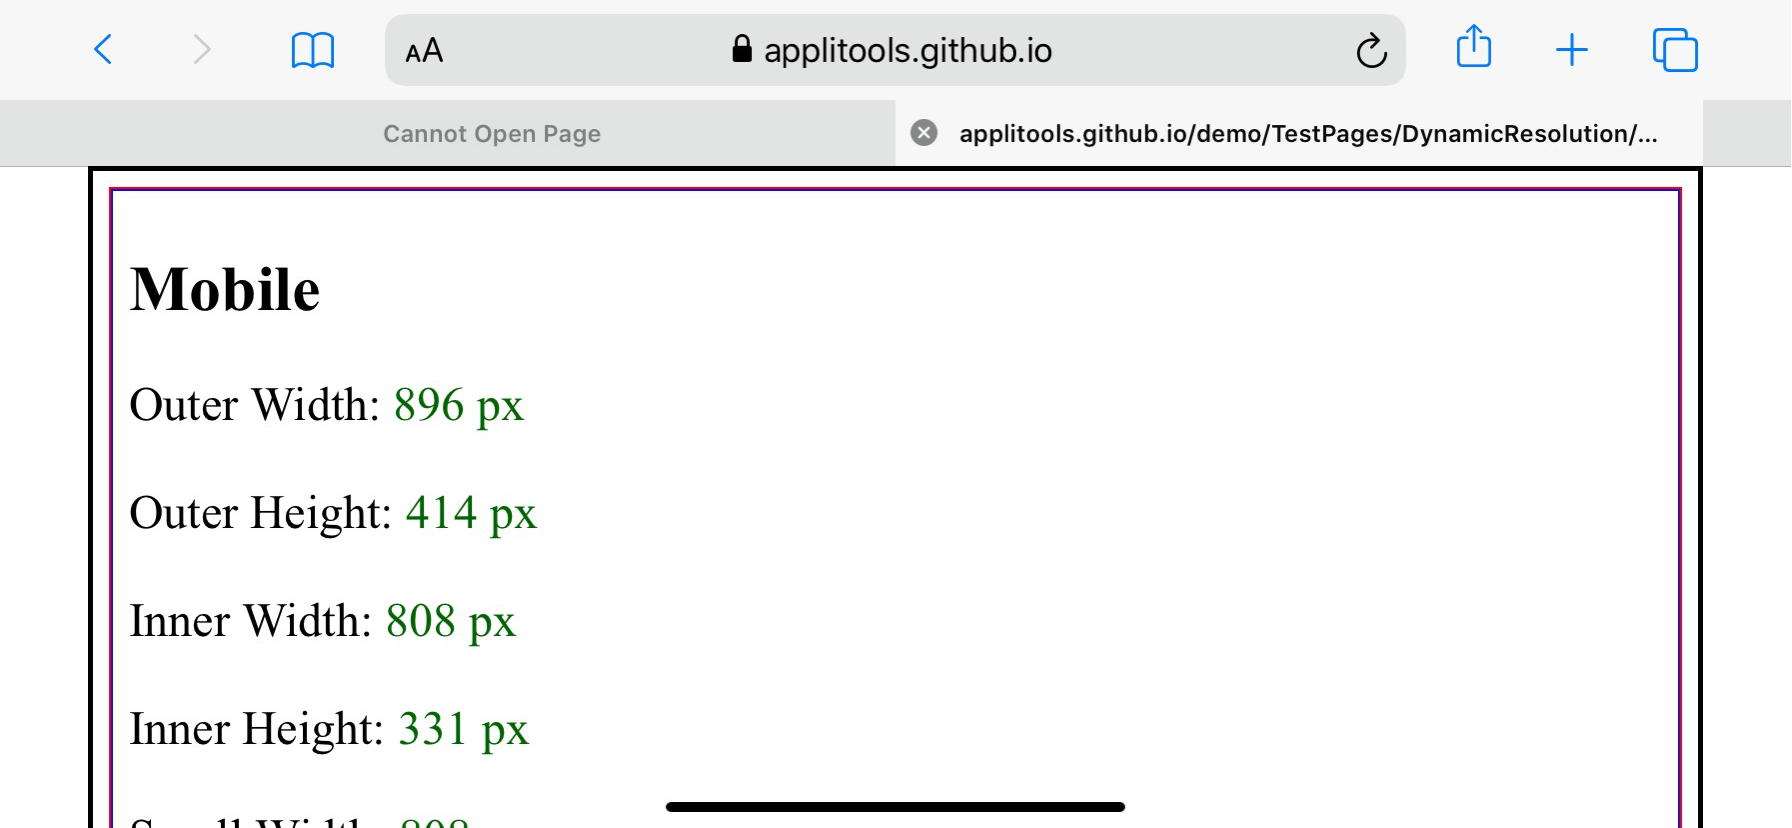 AA applitools.github.io
Cannot Open Page applitools.github.io/demo/TestPages/DynamicResolution/...
Mobile
Outer Width: 896 px
Outer Height: 414 px
Inner Width: 808 px
Inner Height: 331 px